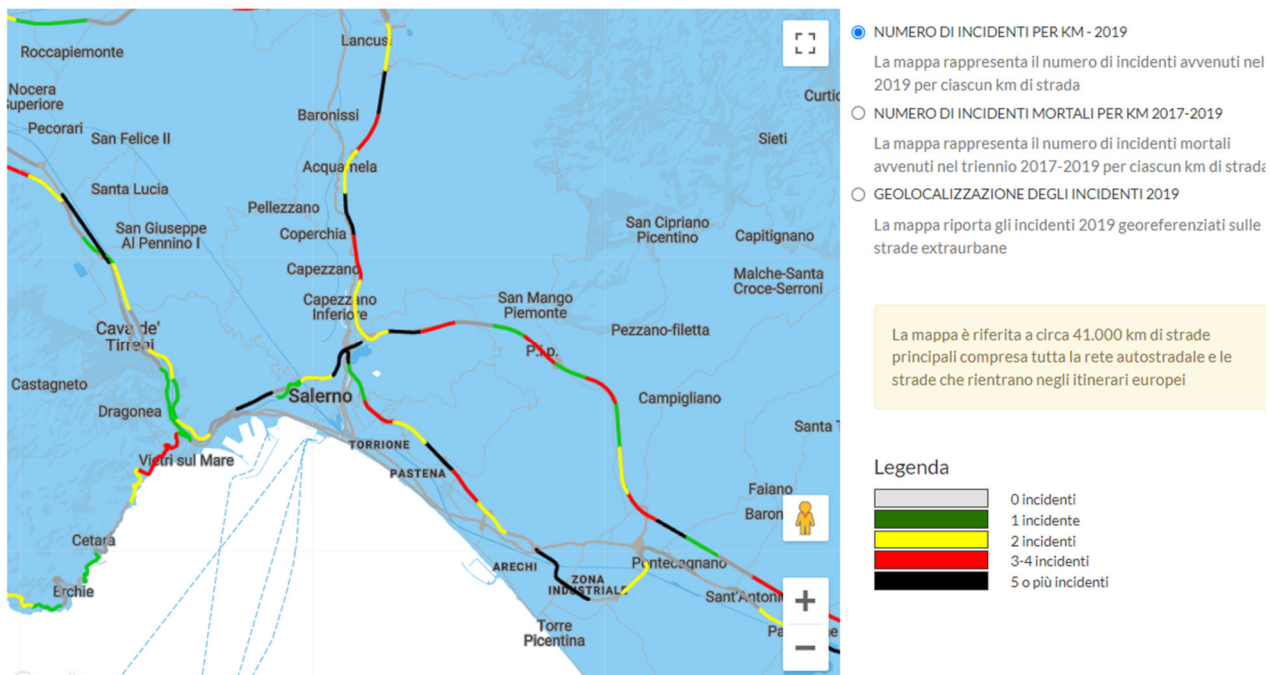 Lancusi
Roccapiemonte
Nocera
Superiore
Pecorari
San Felice II
Baronissi
Sieti
Acquamela
Santa Lucia
Pellezzano
San Giuseppe
Al Pennino I
Coperchia
San Cipriano
Picentino
Capitignano
Capezzano
Malche-Santa
Croce-Serroni
Capezzano
Inferiore
San Mango
Piemonte
Cava de'
Tirreni
Pezzano-filetta
P.i.p.
Castagneto
Salerno
Campigliano
Dragonea
Santa
TORRIONE
Vietri sul Mare
PASTENA
Faiano
Cetara
ARECHI
Pontecagnano
Erchie
ZONA
INDUSTRIALE
Sant'Antonio
Torre
Picentina
+
−
NUMERO DI INCIDENTI PER KM - 2019
La mappa rappresenta il numero di incidenti avvenuti nel
2019 per ciascun km di strada
NUMERO DI INCIDENTI MORTALI PER KM 2017-2019
La mappa rappresenta il numero di incidenti mortali
avvenuti nel triennio 2017-2019 per ciascun km di strada
GEOLOCALIZZAZIONE DEGLI INCIDENTI 2019
La mappa riporta gli incidenti 2019 georeferenziati sulle
strade extraurbane
La mappa è riferita a circa 41.000 km di strade
principali compresa tutta la rete autostradale e le
strade che rientrano negli itinerari europei
Legenda
0 incidenti
1 incidente
2 incidenti
3-4 incidenti
5 o più incidenti